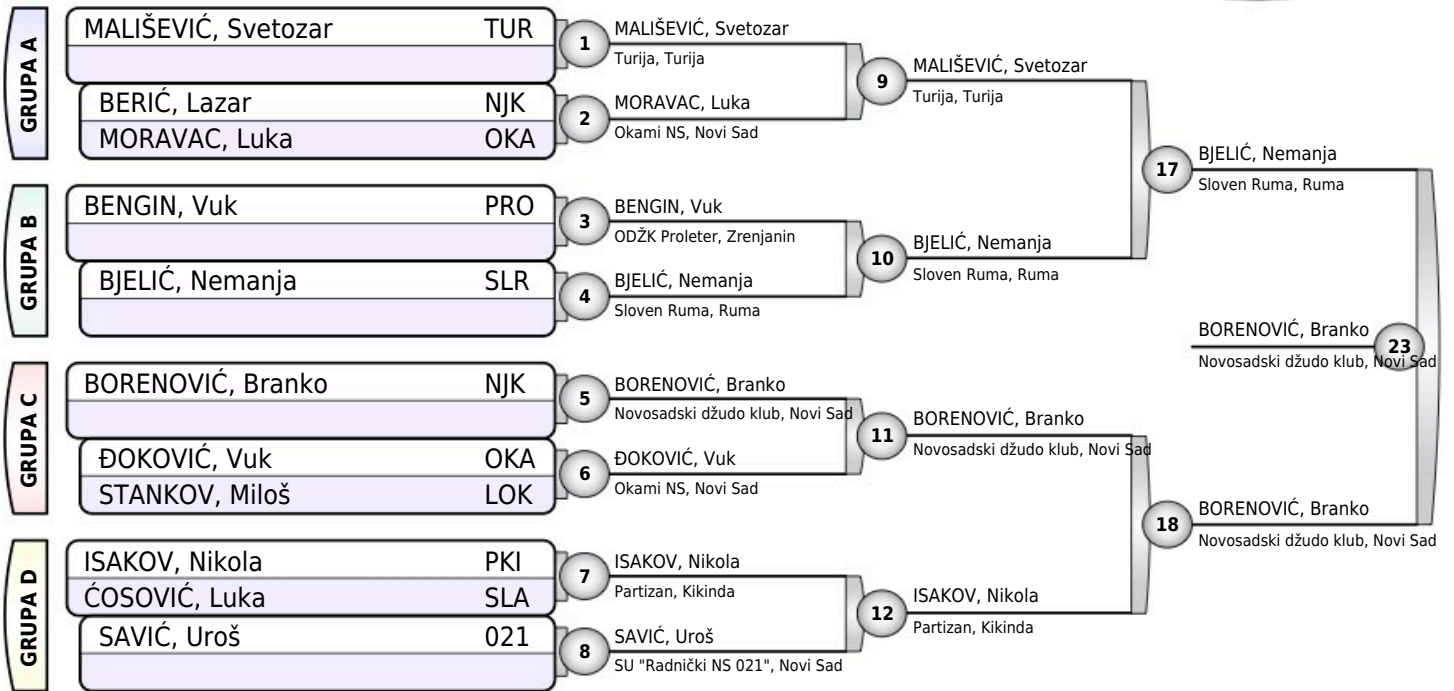 GRUPA A
MALIŠEVIĆ, Svetozar TUR
BERIĆ, Lazar NJK
MORAVAC, Luka OKA
GRUPA B
BENGIN, Vuk PRO
BJELIĆ, Nemanja SLR
GRUPA C
BORENOVIĆ, Branko NJK
ĐOKOVIĆ, Vuk OKA
STANKOV, Miloš LOK
GRUPA D
ISAKOV, Nikola PKI
ĆOSOVIĆ, Luka SLA
SAVIĆ, Uroš 021
1
MALIŠEVIĆ, Svetozar
Turija, Turija
2
MORAVAC, Luka
Okami NS, Novi Sad
3
BENGIN, Vuk
ODŽK Proleter, Zrenjanin
4
BJELIĆ, Nemanja
Sloven Ruma, Ruma
5
BORENOVIĆ, Branko
Novosadski džudo klub, Novi Sad
6
ĐOKOVIĆ, Vuk
Okami NS, Novi Sad
7
ISAKOV, Nikola
Partizan, Kikinda
8
SAVIĆ, Uroš
SU "Radnički NS 021", Novi Sad
9
MALIŠEVIĆ, Svetozar
Turija, Turija
10
BJELIĆ, Nemanja
Sloven Ruma, Ruma
11
BORENOVIĆ, Branko
Novosadski džudo klub, Novi Sad
12
ISAKOV, Nikola
Partizan, Kikinda
17
BJELIĆ, Nemanja
Sloven Ruma, Ruma
18
BORENOVIĆ, Branko
Novosadski džudo klub, Novi Sad
23
BORENOVIĆ, Branko
Novosadski džudo klub, Novi Sad